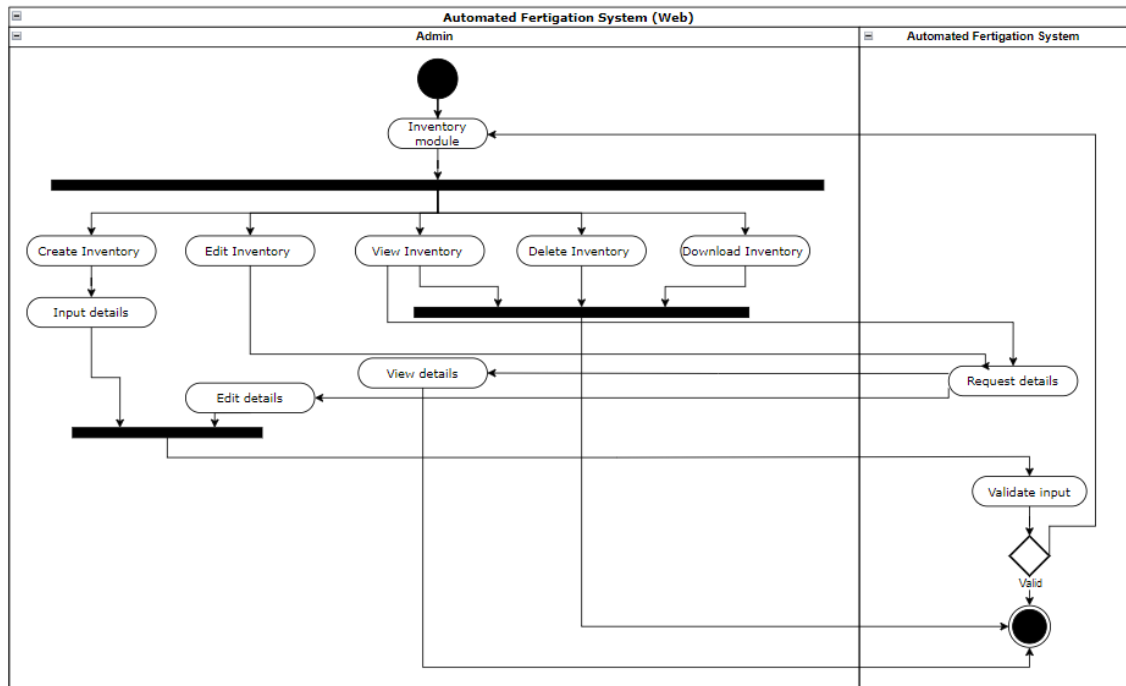 Automated Fertigation System (Web)
Admin
Automated Fertigation System
Inventory
module
Create Inventory
Edit Inventory
View Inventory
Delete Inventory
Download Inventory
Input details
View details
Request details
Edit details
Validate input
Valid